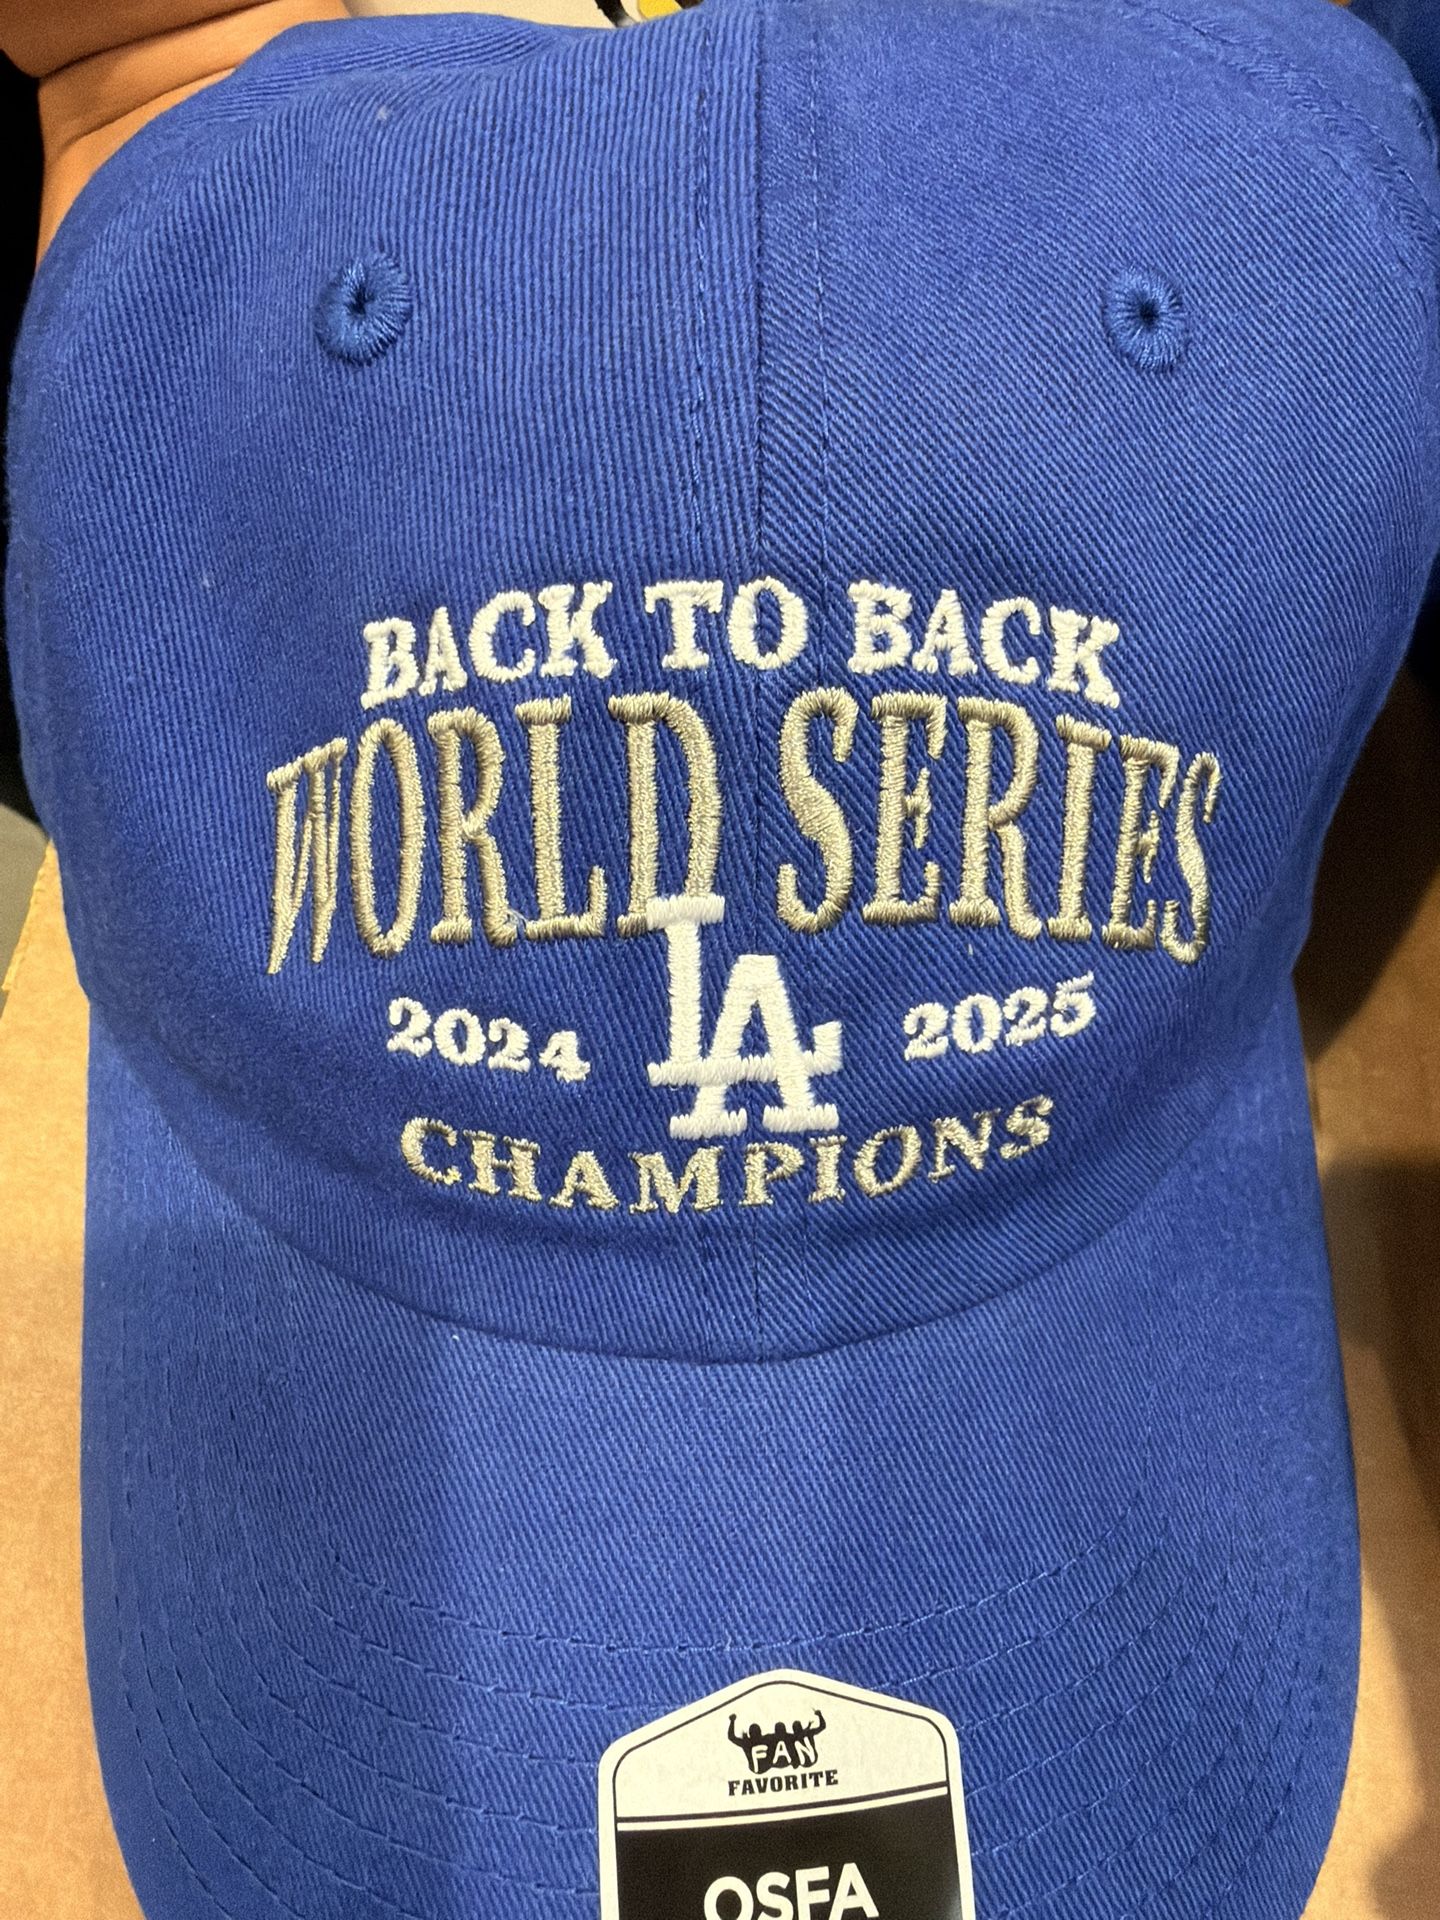 BACK TO BACK
WORLD SERIES
LA
2024 2025
CHAMPIONS
FAN
FAVORITE
OSFA